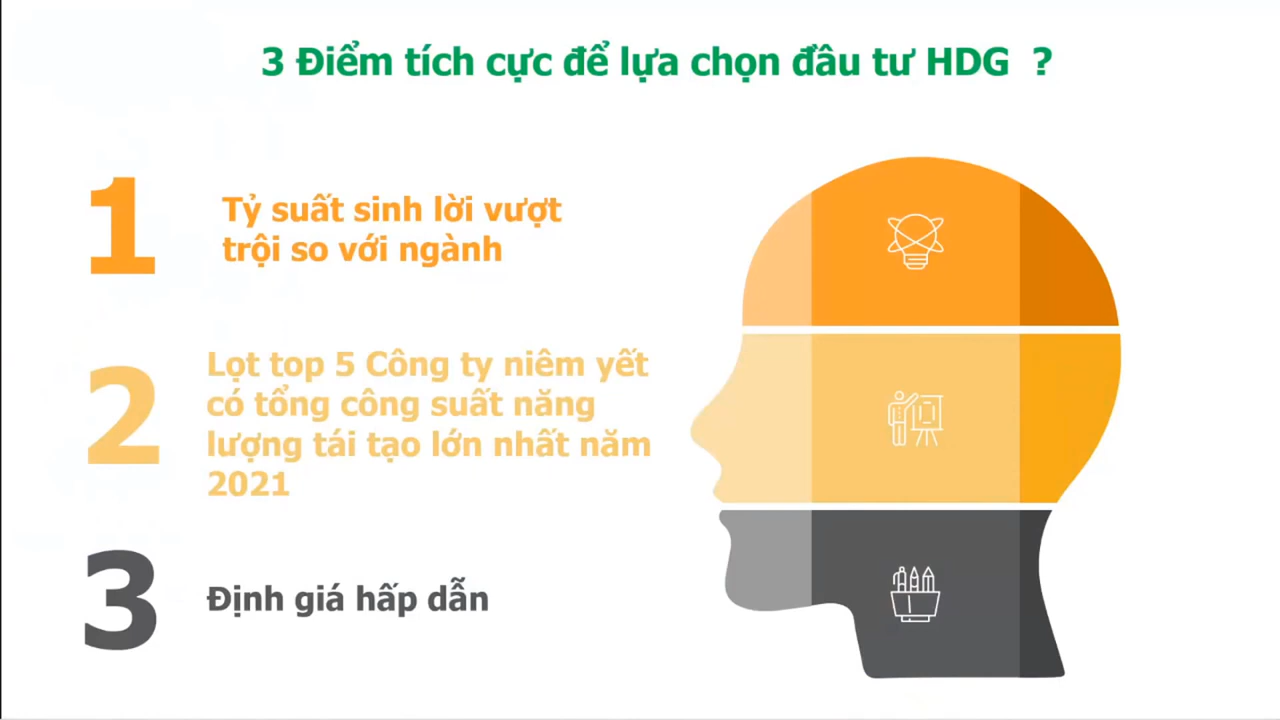 3 Điểm tích cực để lựa chọn đầu tư HDG ?
1
Tỷ suất sinh lời vượt
trội so với ngành
2
Lọt top 5 Công ty niêm yết
có tổng công suất năng
lượng tái tạo lớn nhất năm
2021
3
Định giá hấp dẫn